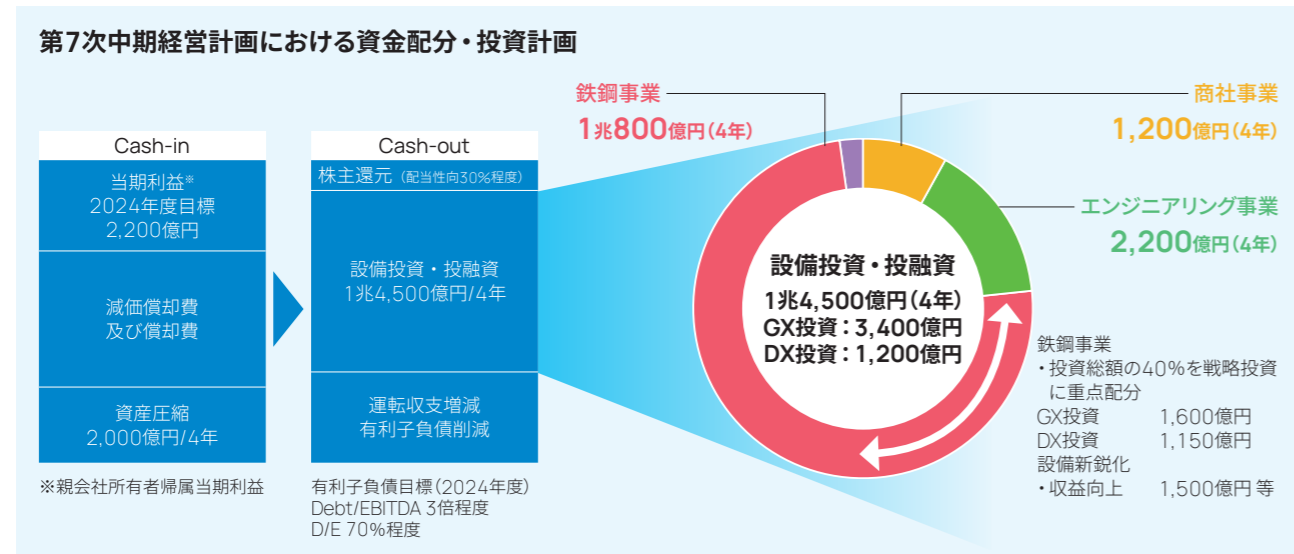 第7次中期経営計画における資金配分・投資計画
Cash-in
当期利益※
2024年度目標
2,200億円
減価償却費
及び償却費
資産圧縮
2,000億円/4年
※親会社所有者帰属当期利益
Cash-out
株主還元（配当性向30%程度）
設備投資・投融資
1兆4,500億円/4年
運転収支増減
有利子負債削減
有利子負債目標（2024年度）
Debt/EBITDA 3倍程度
D/E 70%程度
鉄鋼事業
1兆800億円（4年）
商社事業
1,200億円（4年）
エンジニアリング事業
2,200億円（4年）
設備投資・投融資
1兆4,500億円（4年）
GX投資：3,400億円
DX投資：1,200億円
鉄鋼事業
・投資総額の40%を戦略投資
に重点配分
GX投資 1,600億円
DX投資 1,150億円
設備新鋭化
・収益向上 1,500億円 等